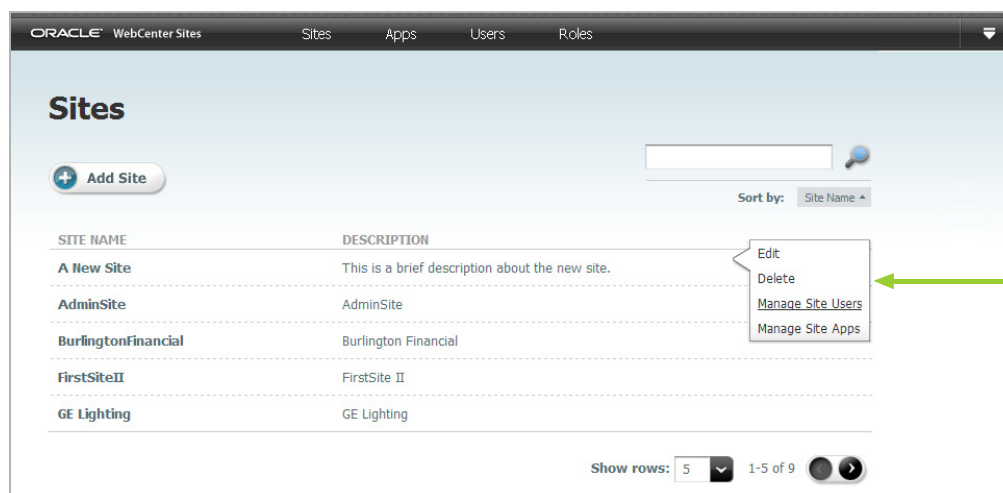 ORACLE WebCenter Sites Sites Apps Users Roles
Sites
Add Site
Sort by: Site Name
SITE NAME DESCRIPTION
A New Site This is a brief description about the new site.
AdminSite AdminSite
BurlingtonFinancial Burlington Financial
FirstSiteII FirstSite II
GE Lighting GE Lighting
Edit
Delete
Manage Site Users
Manage Site Apps
Show rows: 5 1-5 of 9